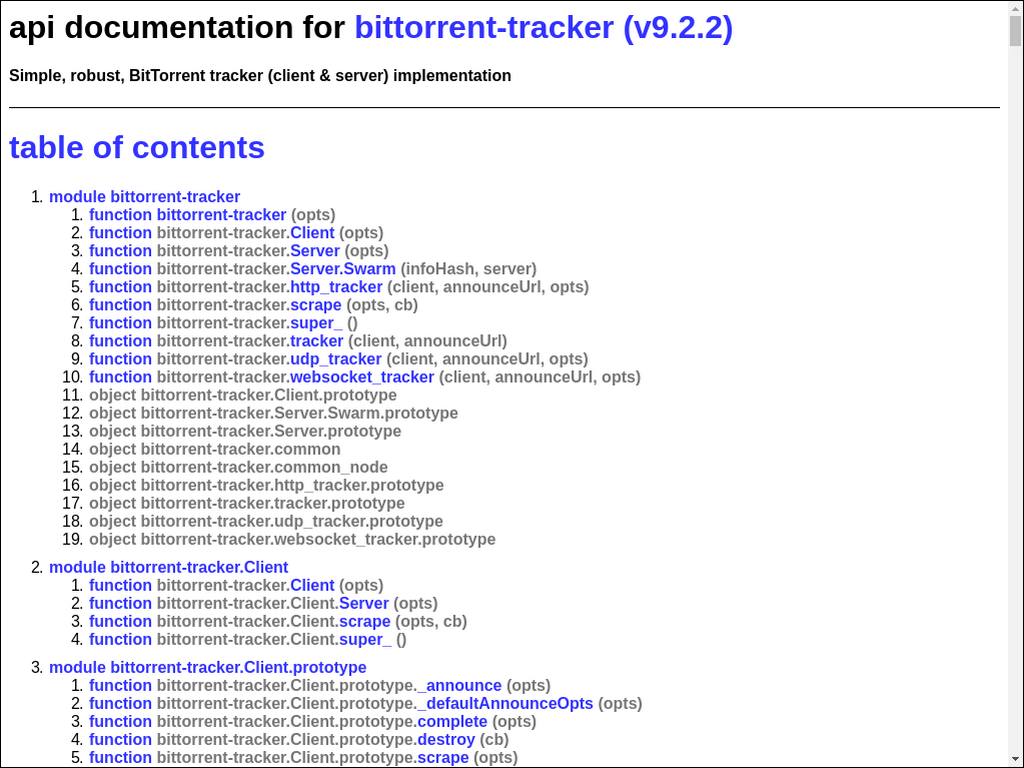 api documentation for bittorrent-tracker (v9.2.2)
Simple, robust, BitTorrent tracker (client & server) implementation
table of contents
1. module bittorrent-tracker
1. function bittorrent-tracker (opts)
2. function bittorrent-tracker.Client (opts)
3. function bittorrent-tracker.Server (opts)
4. function bittorrent-tracker.Server.Swarm (infoHash, server)
5. function bittorrent-tracker.http_tracker (client, announceUrl, opts)
6. function bittorrent-tracker.scrape (opts, cb)
7. function bittorrent-tracker.super_ ()
8. function bittorrent-tracker.tracker (client, announceUrl)
9. function bittorrent-tracker.udp_tracker (client, announceUrl, opts)
10. function bittorrent-tracker.websocket_tracker (client, announceUrl, opts)
11. object bittorrent-tracker.Client.prototype
12. object bittorrent-tracker.Server.Swarm.prototype
13. object bittorrent-tracker.Server.prototype
14. object bittorrent-tracker.common
15. object bittorrent-tracker.common_node
16. object bittorrent-tracker.http_tracker.prototype
17. object bittorrent-tracker.tracker.prototype
18. object bittorrent-tracker.udp_tracker.prototype
19. object bittorrent-tracker.websocket_tracker.prototype
2. module bittorrent-tracker.Client
1. function bittorrent-tracker.Client (opts)
2. function bittorrent-tracker.Client.Server (opts)
3. function bittorrent-tracker.Client.scrape (opts, cb)
4. function bittorrent-tracker.Client.super_ ()
3. module bittorrent-tracker.Client.prototype
1. function bittorrent-tracker.Client.prototype._announce (opts)
2. function bittorrent-tracker.Client.prototype._defaultAnnounceOpts (opts)
3. function bittorrent-tracker.Client.prototype.complete (opts)
4. function bittorrent-tracker.Client.prototype.destroy (cb)
5. function bittorrent-tracker.Client.prototype.scrape (opts)